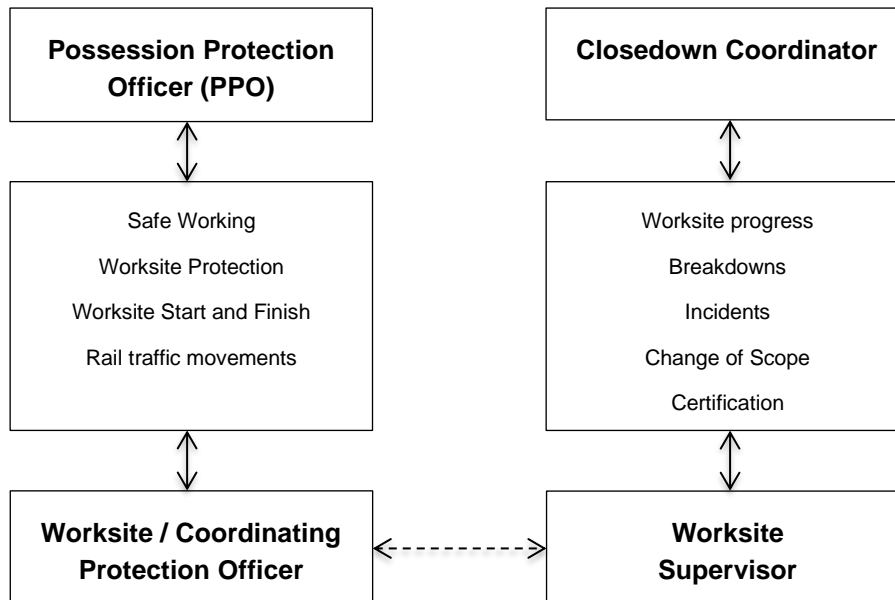 Possession Protection
Officer (PPO)
Closedown Coordinator
Safe Working
Worksite Protection
Worksite Start and Finish
Rail traffic movements
Worksite progress
Breakdowns
Incidents
Change of Scope
Certification
Worksite / Coordinating
Protection Officer
Worksite
Supervisor